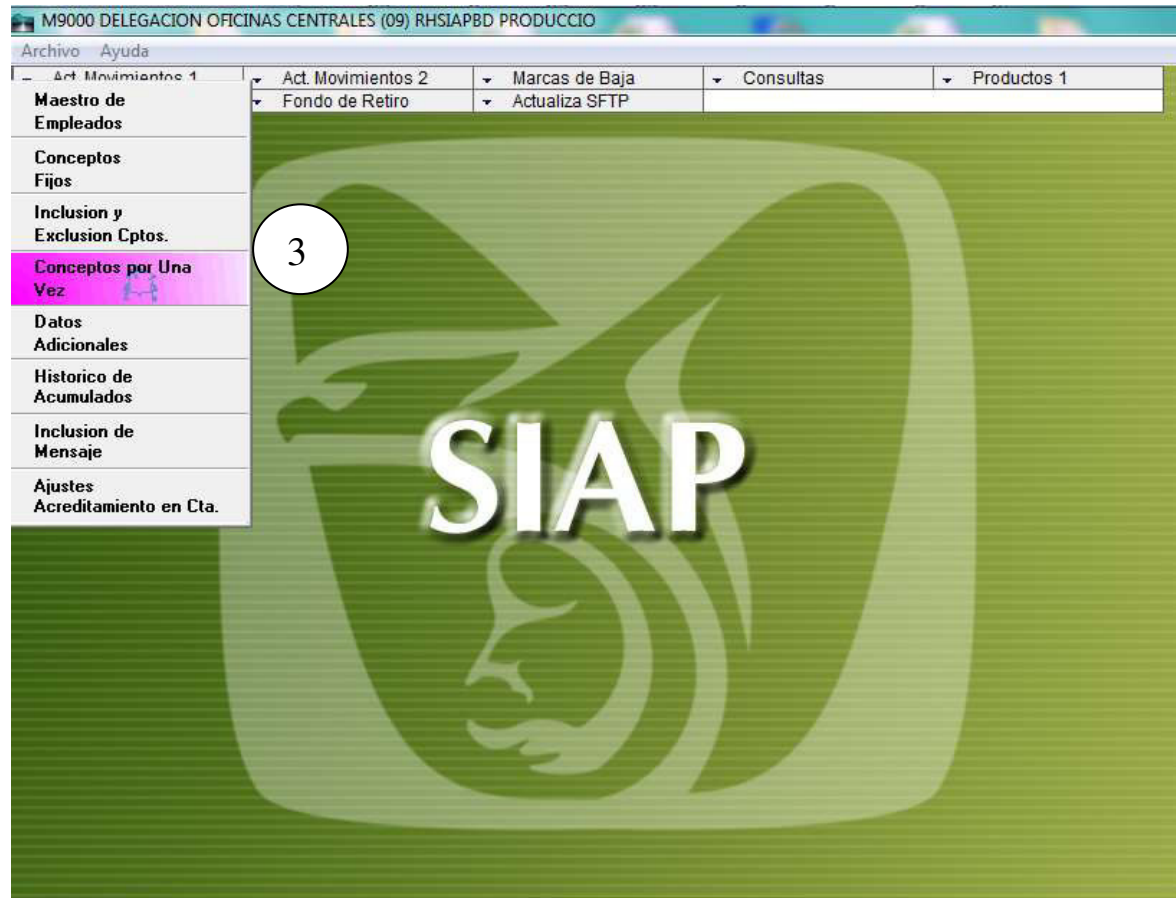 M9000 DELEGACION OFICINAS CENTRALES (09) RHSIAPBD PRODUCCIO
Archivo Ayuda
Act. Movimientos 1 Act. Movimientos 2 Marcas de Baja Consultas Productos 1
Fondo de Retiro Actualiza SFTP
Maestro de
Empleados
Conceptos
Fijos
Inclusion y
Exclusion Cptos.
3
Conceptos por Una
Vez
Datos
Adicionales
Historico de
Acumulados
Inclusion de
Mensaje
Ajustes
Acreditamiento en Cta.
SIAP